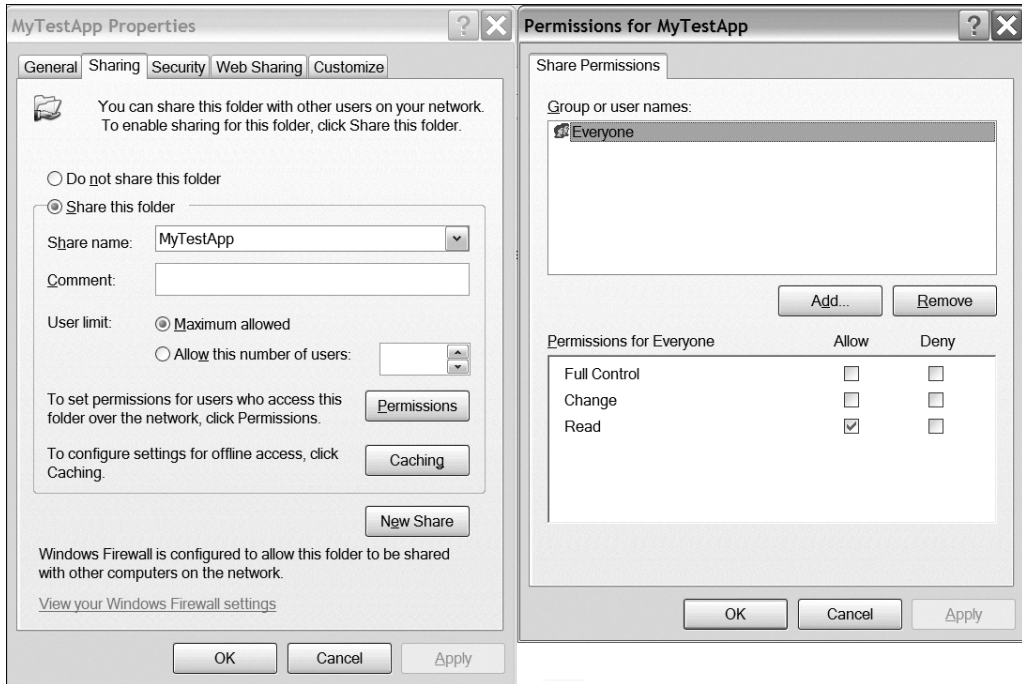 MyTestApp Properties
General Sharing Security Web Sharing Customize
You can share this folder with other users on your network.
To enable sharing for this folder, click Share this folder.
Do not share this folder
Share this folder
Share name: MyTestApp
Comment:
User limit: Maximum allowed
Allow this number of users:
To set permissions for users who access this
folder over the network, click Permissions.
Permissions
To configure settings for offline access, click
Caching.
Caching
New Share
Windows Firewall is configured to allow this folder to be shared
with other computers on the network.
View your Windows Firewall settings
OK Cancel Apply
Permissions for MyTestApp
Share Permissions
Group or user names:
Everyone
Add... Remove
Permissions for Everyone Allow Deny
Full Control
Change
Read
OK Cancel Apply